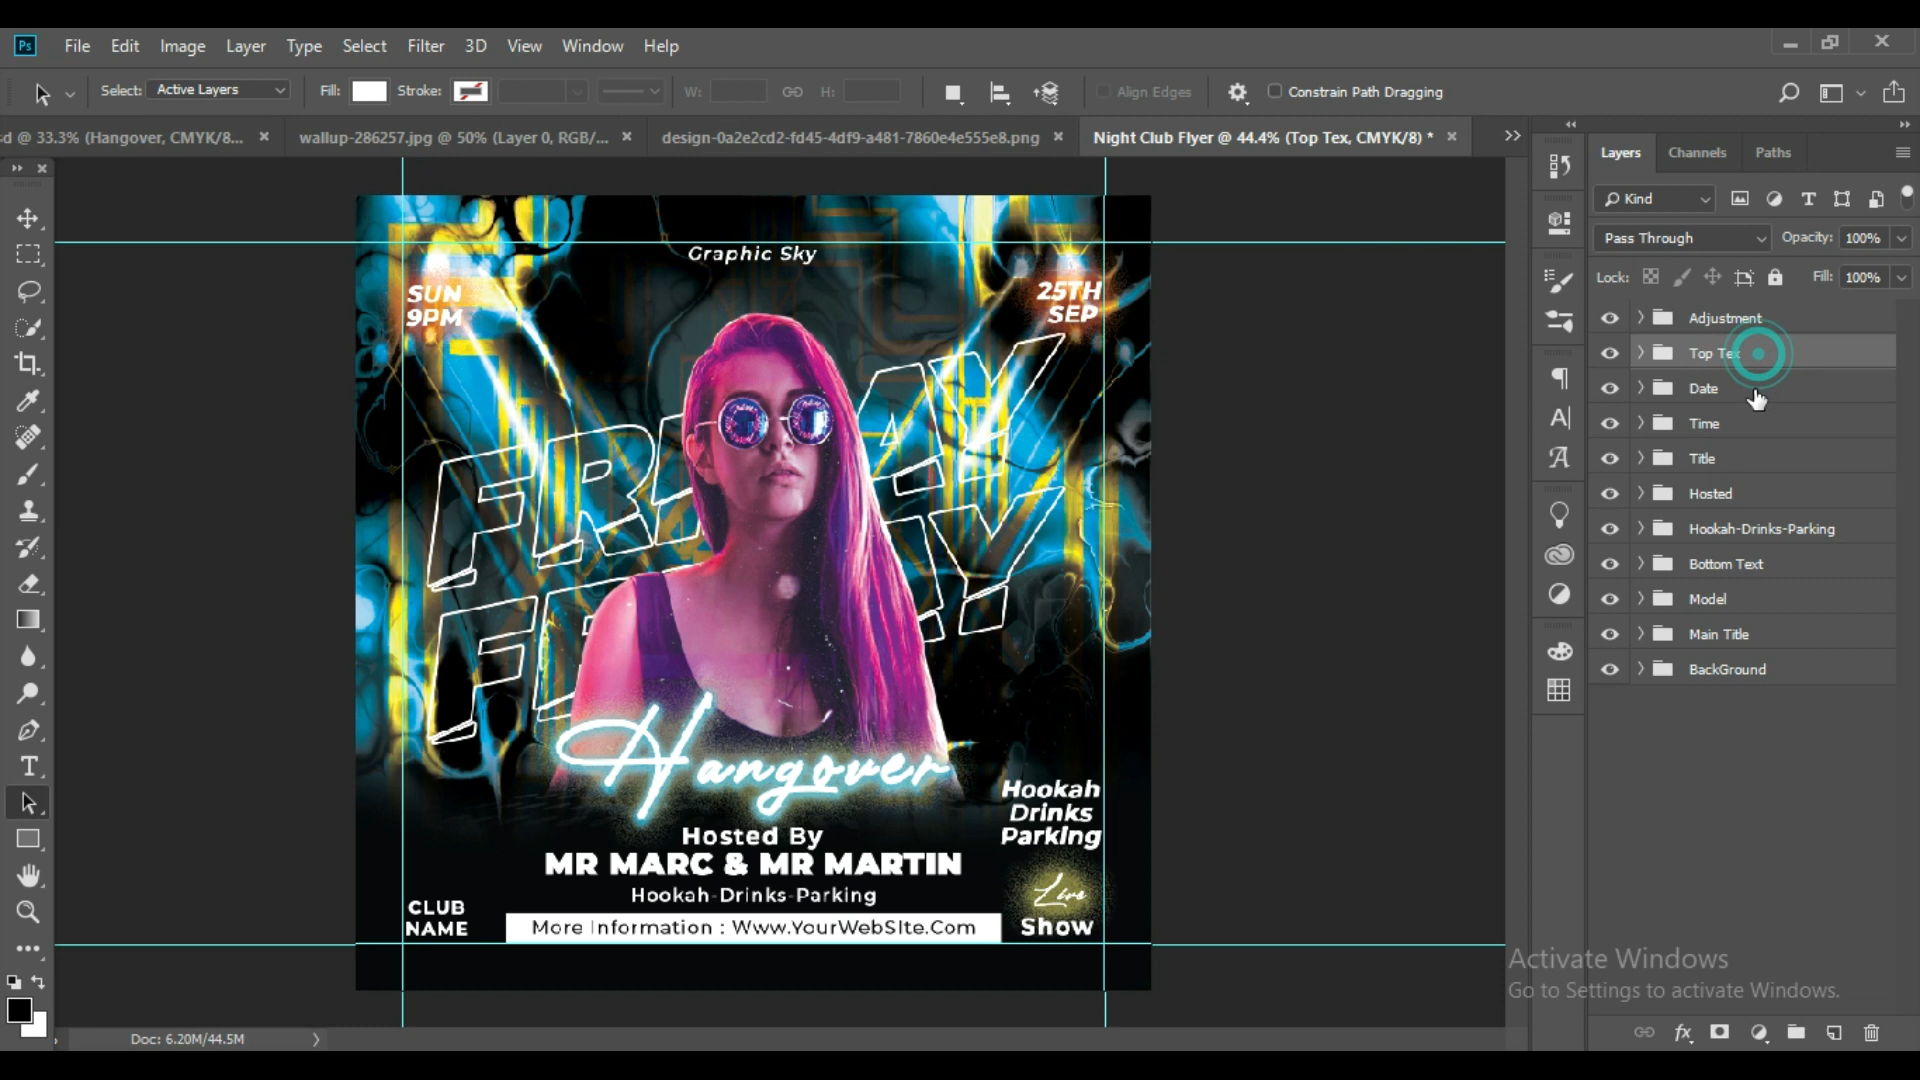 Ps File Edit Image Layer Type Select Filter 3D View Window Help
Select: Active Layers Fill: Stroke: W: H: Align Edges Constrain Path Dragging
d @ 33.3% (Hangover, CMYK/8... × wallup-286257.jpg @ 50% (Layer 0, RGB/... × design-0a2e2cd2-fd45-4df9-a481-7860e4e555e8.png × Night Club Flyer @ 44.4% (Top Tex, CMYK/8) * ×
Graphic Sky
SUN
9PM
25TH
SEP
FRIDAY
Hangover
Hookah
Drinks
Parking
Hosted By
MR MARC & MR MARTIN
Hookah-Drinks-Parking
CLUB
NAME
More Information : Www.YourWebSIte.Com
Live
Show
Layers Channels Paths
Kind
Pass Through Opacity: 100%
Lock: Fill: 100%
Adjustment
Top Tex
Date
Time
Title
Hosted
Hookah-Drinks-Parking
Bottom Text
Model
Main Title
BackGround
Activate Windows
Go to Settings to activate Windows.
Doc: 6.20M/44.5M